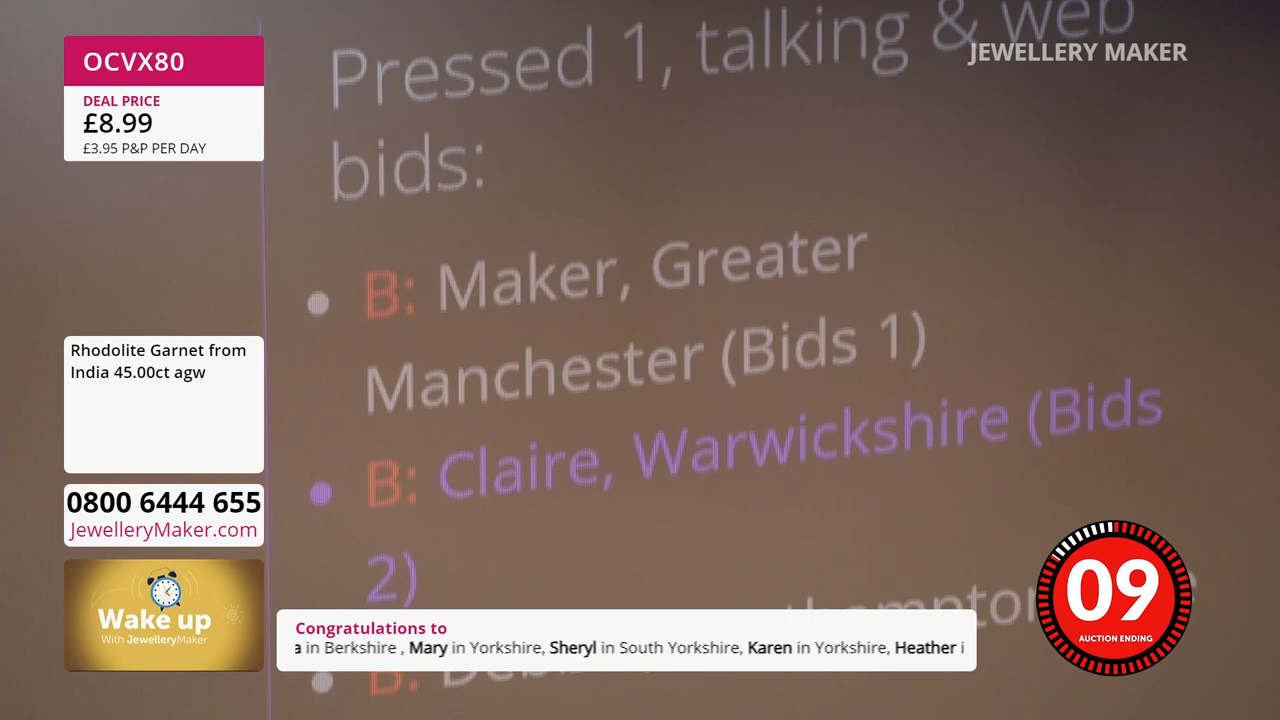 OCVX80
DEAL PRICE
£8.99
£3.95 P&P PER DAY
JEWELLERY MAKER
Pressed 1, talking & web
bids:
• B: Maker, Greater
Manchester (Bids 1)
• B: Claire, Warwickshire (Bids
2)
• B:
Rhodolite Garnet from
India 45.00ct agw
0800 6444 655
JewelleryMaker.com
Wake up
With JewelleryMaker
Congratulations to
a in Berkshire , Mary in Yorkshire, Sheryl in South Yorkshire, Karen in Yorkshire, Heather i
09
AUCTION ENDING